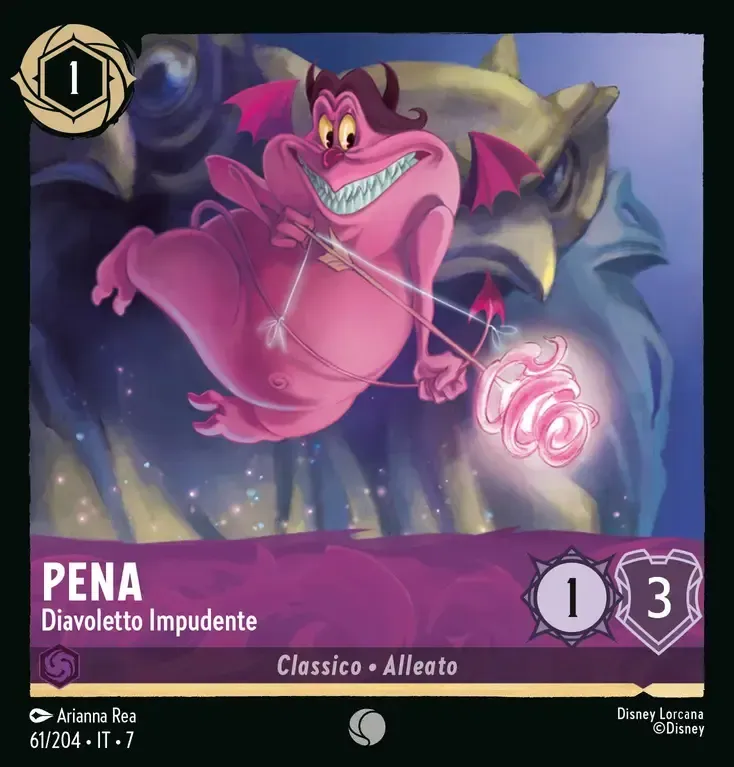 1
PENA
Diavoletto Impudente
1 3
Classico • Alleato
Arianna Rea
61/204 • IT • 7
Disney Lorcana
©Disney